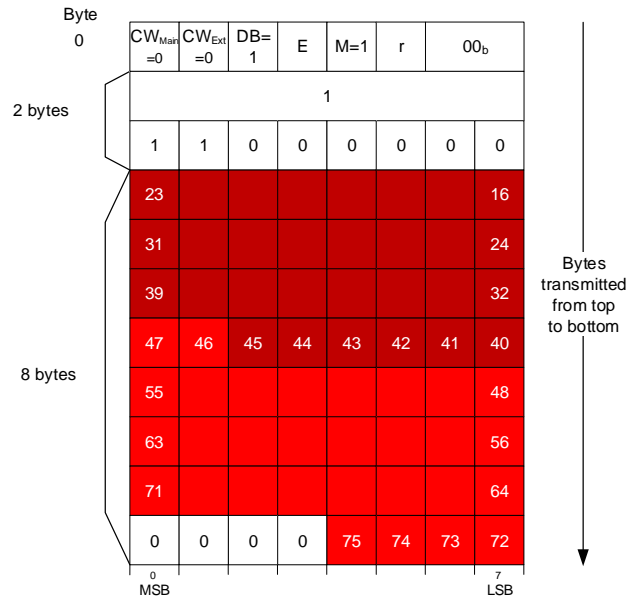 Byte
0
CW_Main =0 CW_Ext =0 DB= 1 E M=1 r 00_b
2 bytes
1
1 1 0 0 0 0 0 0
23 16
31 24
39 32
47 46 45 44 43 42 41 40
8 bytes
55 48
63 56
71 64
0 0 0 0 75 74 73 72
0 7
MSB LSB
Bytes
transmitted
from top
to bottom